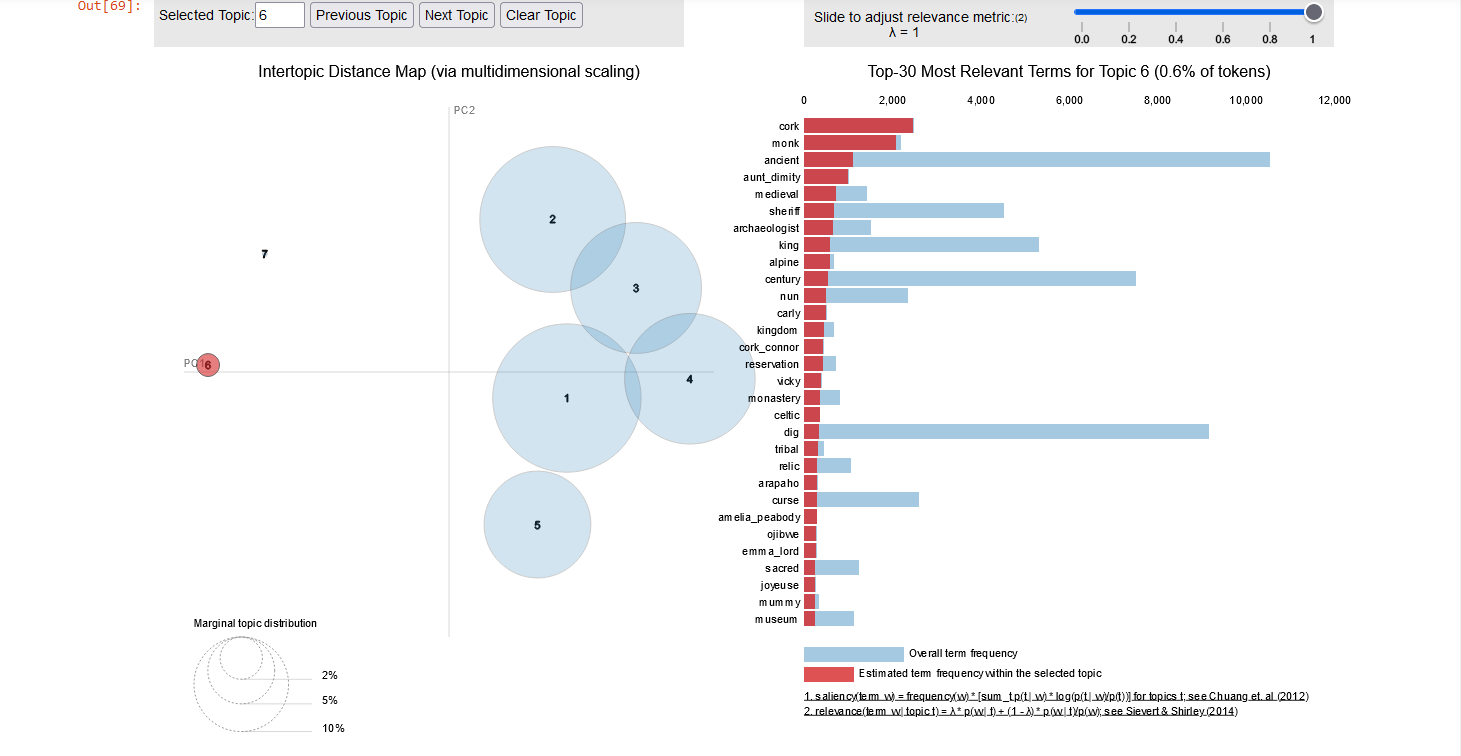 Out[69]:
Selected Topic: 6 Previous Topic Next Topic Clear Topic
Slide to adjust relevance metric:(2)
λ = 1
0.0 0.2 0.4 0.6 0.8 1
Intertopic Distance Map (via multidimensional scaling)
PC2
PC1
1
2
3
4
5
6
7
Marginal topic distribution
2%
5%
10%
Top-30 Most Relevant Terms for Topic 6 (0.6% of tokens)
0 2,000 4,000 6,000 8,000 10,000 12,000
cork
monk
ancient
aunt_dimity
medieval
sheriff
archaeologist
king
alpine
century
nun
carly
kingdom
cork_connor
reservation
vicky
monastery
celtic
dig
tribal
relic
arapaho
curse
amelia_peabody
ojibwe
emma_lord
sacred
joyeuse
mummy
museum
Overall term frequency
Estimated term frequency within the selected topic
1. saliency(term w) = frequency(w) * [sum_t p(t | w) * log(p(t | w)/p(t))] for topics t; see Chuang et. al (2012)
2. relevance(term w | topic t) = λ * p(w | t) + (1 - λ) * p(w | t)/p(w); see Sievert & Shirley (2014)